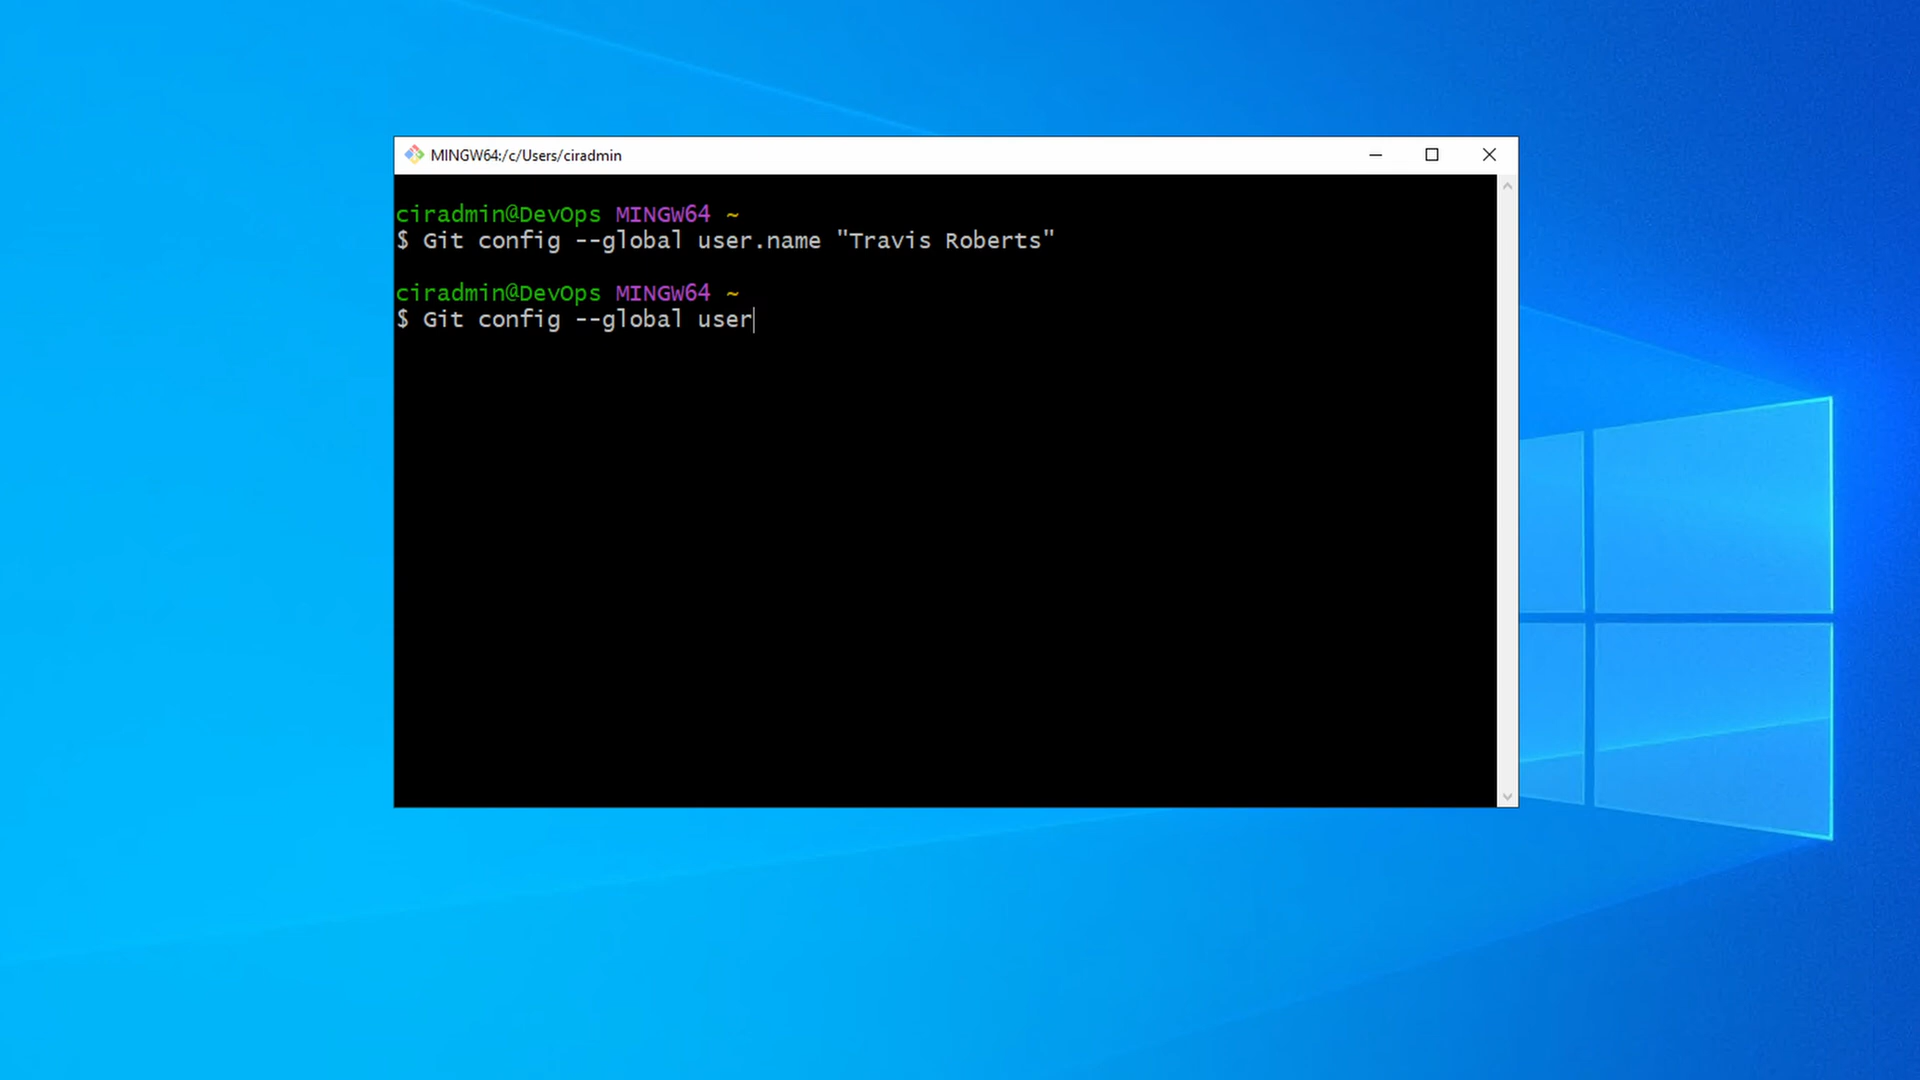 MINGW64:/c/Users/ciradmin
ciradmin@DevOps MINGW64 ~
$ Git config --global user.name "Travis Roberts"
ciradmin@DevOps MINGW64 ~
$ Git config --global user